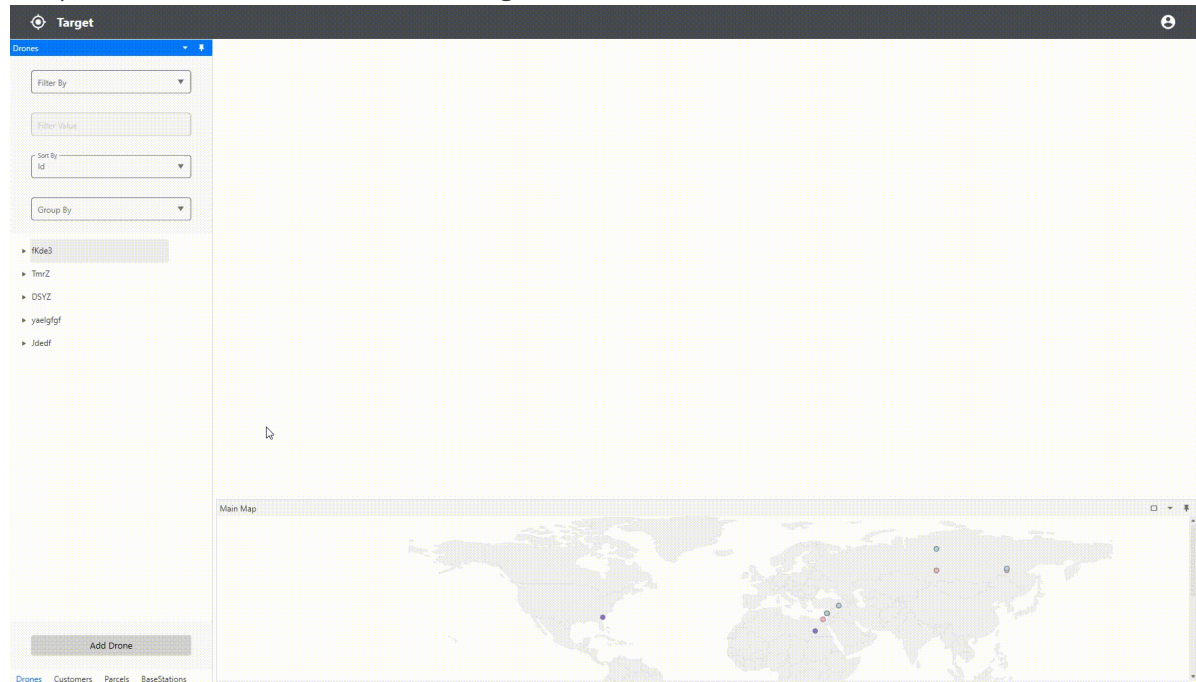 Target
Drones
Filter By
Filter Value
Sort By
Id
Group By
fKde3
TmrZ
DSYZ
yaelgfgf
Jdedf
Main Map
Add Drone
Drones Customers Parcels BaseStations